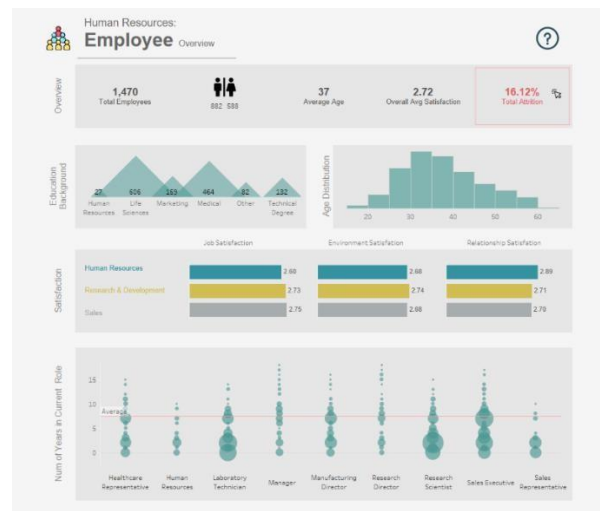 Human Resources:
Employee Overview
?
Overview
1,470
Total Employees
882 588
37
Average Age
2.72
Overall Avg Satisfaction
16.12%
Total Attrition
Education
Background
27 606 159 464 82 132
Human Resources
Life Sciences
Marketing
Medical
Other
Technical Degree
Age Distribution
20 30 40 50 60
Satisfaction
Job Satisfaction
Environment Satisfation
Relationship Satisfation
Human Resources
2.60 2.68 2.89
Research & Development
2.73 2.74 2.71
Sales
2.75 2.68 2.70
Num of Years in Current Role
15
10
Average
5
0
Healthcare Representative
Human Resources
Laboratory Technician
Manager
Manufacturing Director
Research Director
Research Scientist
Sales Executive
Sales Representative